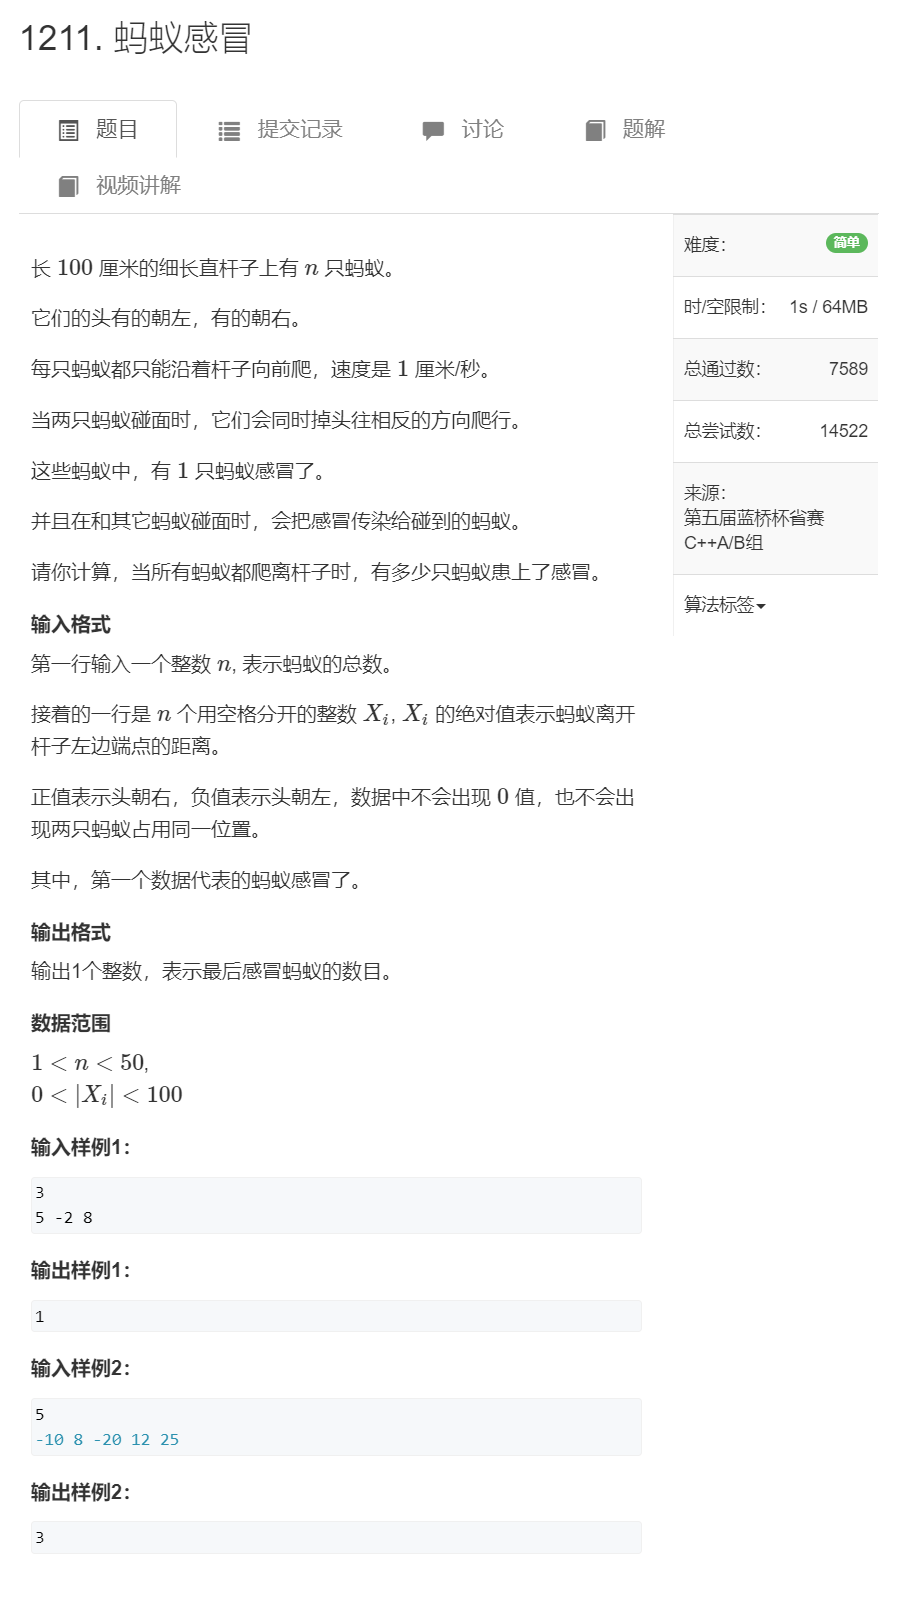 1211. 蚂蚁感冒
题目
提交记录
讨论
题解
视频讲解
长 100 厘米的细长直杆子上有 n 只蚂蚁。
它们的头有的朝左，有的朝右。
每只蚂蚁都只能沿着杆子向前爬，速度是 1 厘米/秒。
当两只蚂蚁碰面时，它们会同时掉头往相反的方向爬行。
这些蚂蚁中，有 1 只蚂蚁感冒了。
并且在和其它蚂蚁碰面时，会把感冒传染给碰到的蚂蚁。
请你计算，当所有蚂蚁都爬离杆子时，有多少只蚂蚁患上了感冒。
输入格式
第一行输入一个整数 n, 表示蚂蚁的总数。
接着的一行是 n 个用空格分开的整数 Xi, Xi 的绝对值表示蚂蚁离开
杆子左边端点的距离。
正值表示头朝右，负值表示头朝左，数据中不会出现 0 值，也不会出
现两只蚂蚁占用同一位置。
其中，第一个数据代表的蚂蚁感冒了。
输出格式
输出1个整数，表示最后感冒蚂蚁的数目。
数据范围
1 < n < 50,
0 < |Xi| < 100
输入样例1：
3
5 -2 8
输出样例1：
1
输入样例2：
5
-10 8 -20 12 25
输出样例2：
3
难度： 简单
时/空限制： 1s / 64MB
总通过数： 7589
总尝试数： 14522
来源：
第五届蓝桥杯省赛
C++A/B组
算法标签